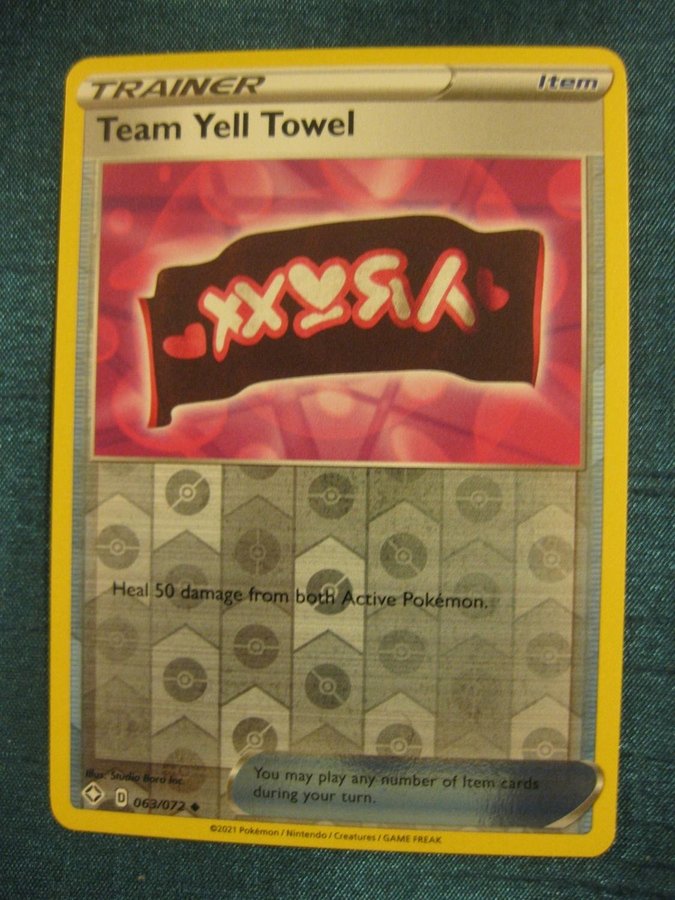 TRAINER Item
Team Yell Towel
Heal 50 damage from both Active Pokémon.
Illus. Studio Bora Inc.
You may play any number of Item cards
during your turn.
D 063/072
©2021 Pokémon / Nintendo / Creatures / GAME FREAK